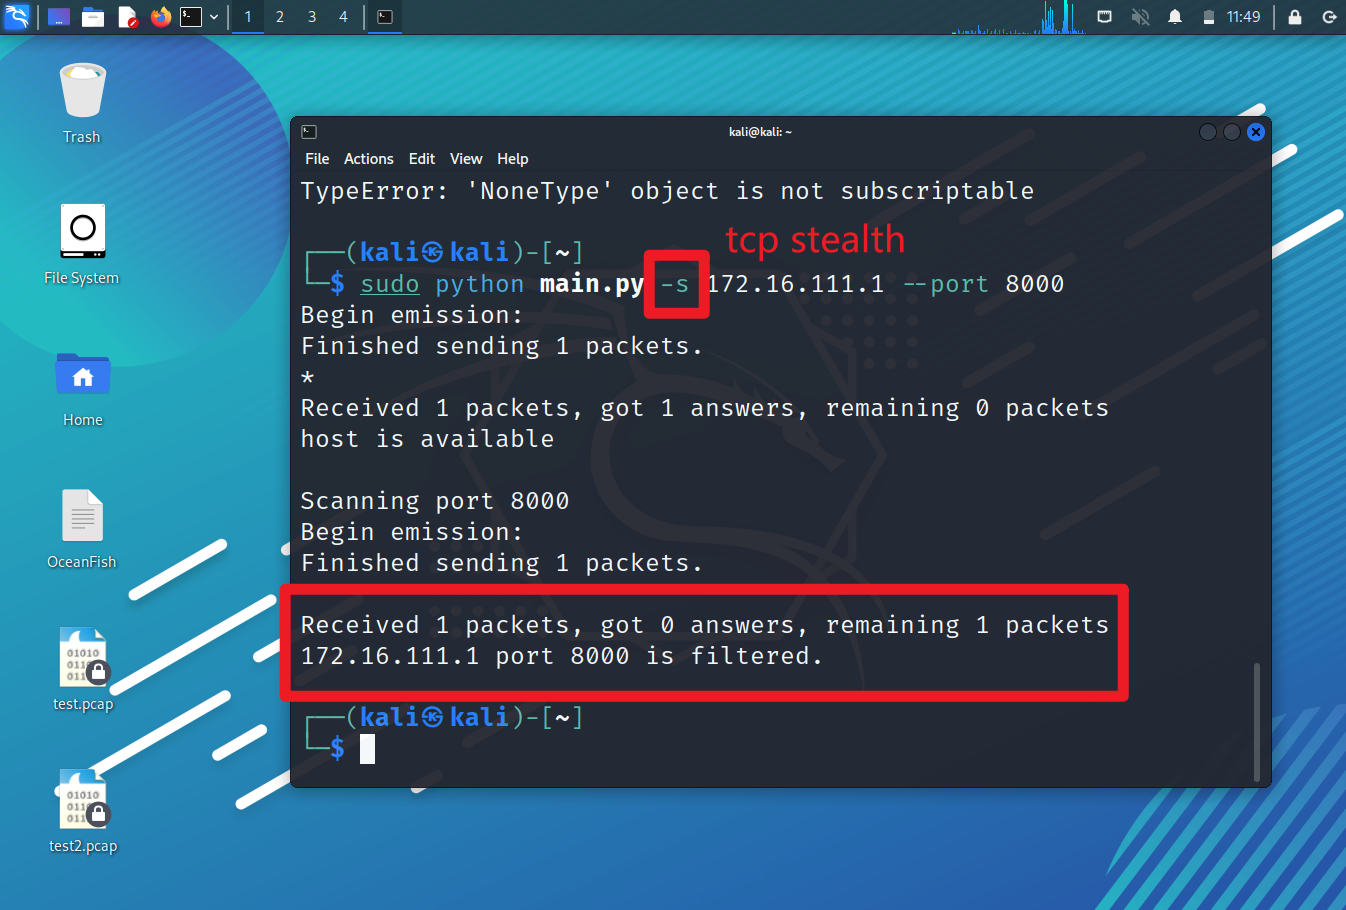 1 2 3 4 11:49
Trash
File System
Home
OceanFish
01010
test.pcap
01010
test2.pcap
kali@kali: ~
File Actions Edit View Help
TypeError: 'NoneType' object is not subscriptable
tcp stealth
┌──(kali㉿kali)-[~]
└─$ sudo python main.py -s 172.16.111.1 --port 8000
Begin emission:
Finished sending 1 packets.
*
Received 1 packets, got 1 answers, remaining 0 packets
host is available
Scanning port 8000
Begin emission:
Finished sending 1 packets.
Received 1 packets, got 0 answers, remaining 1 packets
172.16.111.1 port 8000 is filtered.
┌──(kali㉿kali)-[~]
└─$